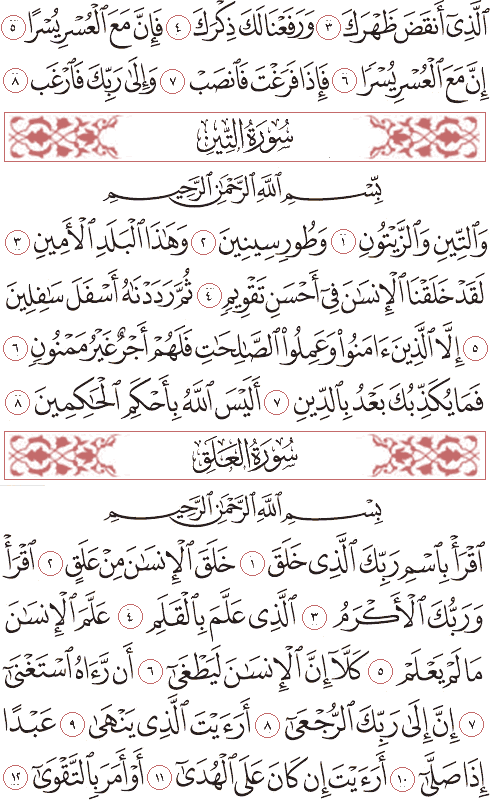 ٱلَّذِىٓ أَنقَضَ ظَهْرَكَ ٣ وَرَفَعْنَا لَكَ ذِكْرَكَ ٤ فَإِنَّ مَعَ ٱلْعُسْرِ يُسْرًا ٥
إِنَّ مَعَ ٱلْعُسْرِ يُسْرًا ٦ فَإِذَا فَرَغْتَ فَٱنصَبْ ٧ وَإِلَىٰ رَبِّكَ فَٱرْغَب ٨
سُورَةُ التِّينِ
بِسْمِ ٱللَّهِ ٱلرَّحْمَٰنِ ٱلرَّحِيمِ
وَٱلتِّينِ وَٱلزَّيْتُونِ ١ وَطُورِ سِينِينَ ٢ وَهَٰذَا ٱلْبَلَدِ ٱلْأَمِينِ ٣
لَقَدْ خَلَقْنَا ٱلْإِنسَٰنَ فِىٓ أَحْسَنِ تَقْوِيمٍ ٤ ثُمَّ رَدَدْنَٰهُ أَسْفَلَ سَٰفِلِينَ
٥ إِلَّا ٱلَّذِينَ ءَامَنُوا۟ وَعَمِلُوا۟ ٱلصَّٰلِحَٰتِ فَلَهُمْ أَجْرٌ غَيْرُ مَمْنُونٍ ٦
فَمَا يُكَذِّبُكَ بَعْدُ بِٱلدِّينِ ٧ أَلَيْسَ ٱللَّهُ بِأَحْكَمِ ٱلْحَٰكِمِينَ ٨
سُورَةُ العَلَقِ
بِسْمِ ٱللَّهِ ٱلرَّحْمَٰنِ ٱلرَّحِيمِ
ٱقْرَأْ بِٱسْمِ رَبِّكَ ٱلَّذِى خَلَقَ ١ خَلَقَ ٱلْإِنسَٰنَ مِنْ عَلَقٍ ٢ ٱقْرَأْ
وَرَبُّكَ ٱلْأَكْرَمُ ٣ ٱلَّذِى عَلَّمَ بِٱلْقَلَمِ ٤ عَلَّمَ ٱلْإِنسَٰنَ
مَا لَمْ يَعْلَمْ ٥ كَلَّآ إِنَّ ٱلْإِنسَٰنَ لَيَطْغَىٰٓ ٦ أَن رَّءَاهُ ٱسْتَغْنَىٰٓ
٧ إِنَّ إِلَىٰ رَبِّكَ ٱلرُّجْعَىٰٓ ٨ أَرَءَيْتَ ٱلَّذِى يَنْهَىٰ ٩ عَبْدًا
إِذَا صَلَّىٰٓ ١٠ أَرَءَيْتَ إِن كَانَ عَلَى ٱلْهُدَىٰٓ ١١ أَوْ أَمَرَ بِٱلتَّقْوَىٰٓ ١٢